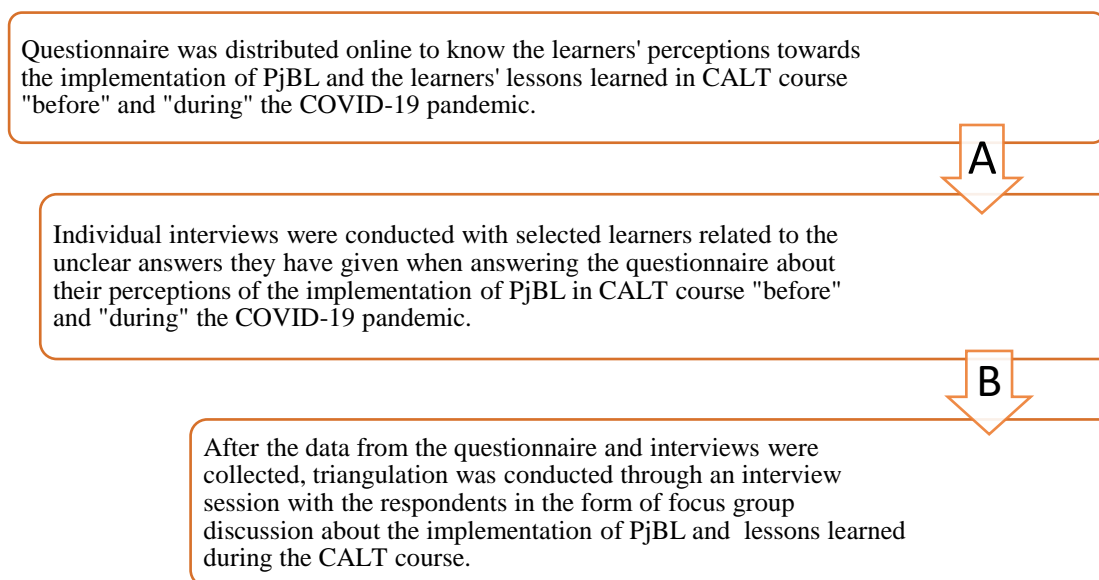 Questionnaire was distributed online to know the learners' perceptions towards
the implementation of PjBL and the learners' lessons learned in CALT course
"before" and "during" the COVID-19 pandemic.
A
Individual interviews were conducted with selected learners related to the
unclear answers they have given when answering the questionnaire about
their perceptions of the implementation of PjBL in CALT course "before"
and "during" the COVID-19 pandemic.
B
After the data from the questionnaire and interviews were
collected, triangulation was conducted through an interview
session with the respondents in the form of focus group
discussion about the implementation of PjBL and  lessons learned
during the CALT course.